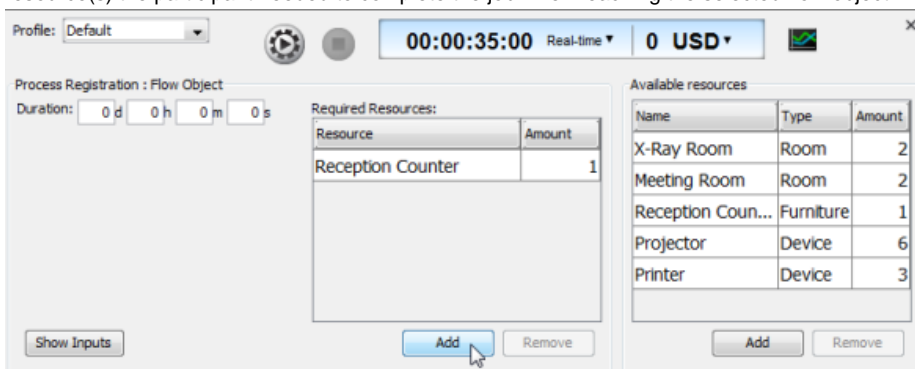 Profile: Default
00:00:35:00 Real-time
0 USD
Process Registration : Flow Object
Duration: 0 d 0 h 0 m 0 s
Required Resources:
Resource Amount
Reception Counter 1
Show Inputs
Add Remove
Available resources
Name Type Amount
X-Ray Room Room 2
Meeting Room Room 2
Reception Coun... Furniture 1
Projector Device 6
Printer Device 3
Add Remove